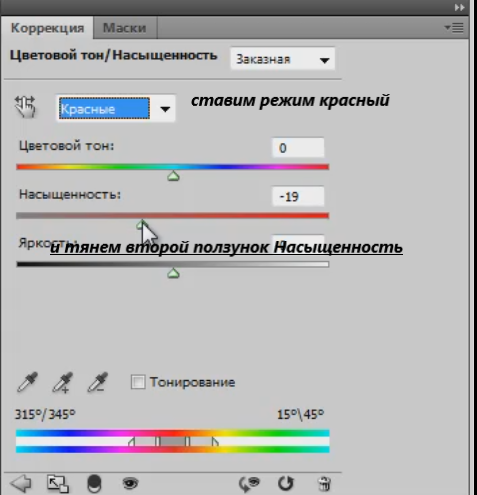 Коррекция Маски
Цветовой тон/Насыщенность Заказная
Красные ставим режим красный
Цветовой тон: 0
Насыщенность: -19
Яркость:
и тянем второй ползунок Насыщенность
Тонирование
315°/345° 15°\45°